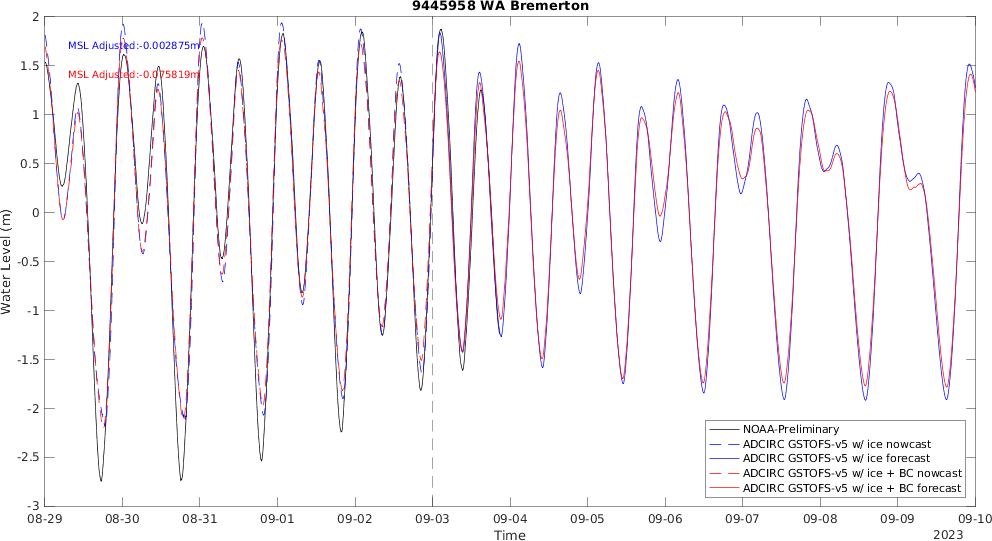 9445958 WA Bremerton
2
1.5
1
0.5
0
-0.5
-1
-1.5
-2
-2.5
-3
Water Level (m)
MSL Adjusted:-0.002875m
MSL Adjusted:-0.075819m
NOAA-Preliminary
ADCIRC GSTOFS-v5 w/ ice nowcast
ADCIRC GSTOFS-v5 w/ ice forecast
ADCIRC GSTOFS-v5 w/ ice + BC nowcast
ADCIRC GSTOFS-v5 w/ ice + BC forecast
08-29 08-30 08-31 09-01 09-02 09-03 09-04 09-05 09-06 09-07 09-08 09-09 09-10
Time
2023